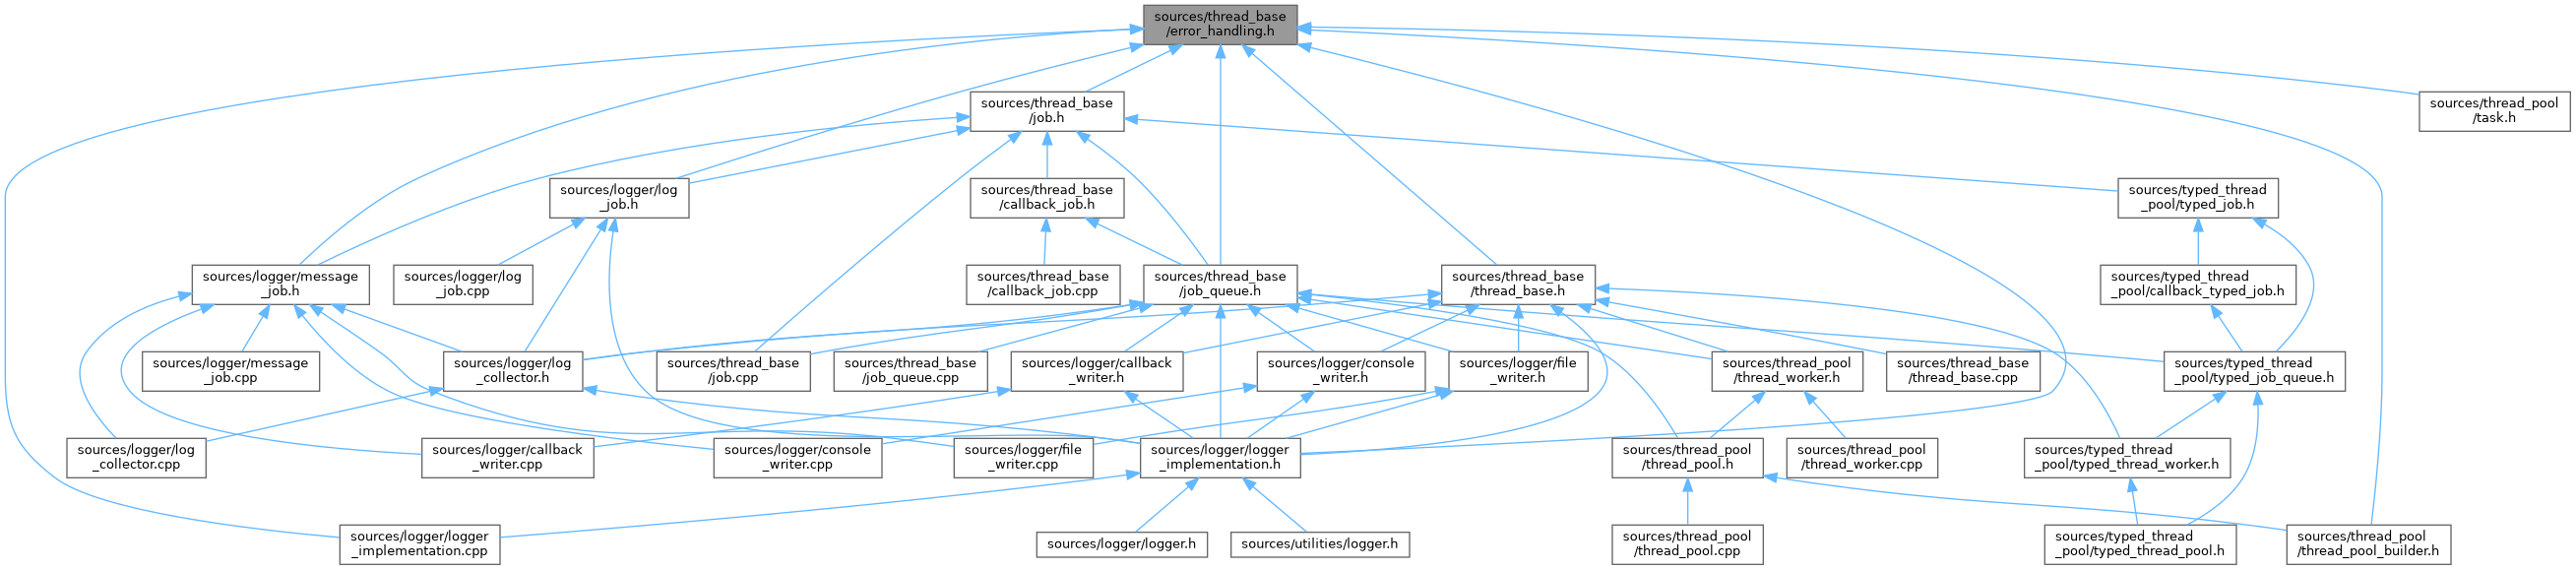 sources/thread_base
/error_handling.h
sources/thread_base
/job.h
sources/thread_pool
/task.h
sources/logger/log
_job.h
sources/thread_base
/callback_job.h
sources/typed_thread
_pool/typed_job.h
sources/logger/message
_job.h
sources/logger/log
_job.cpp
sources/thread_base
/callback_job.cpp
sources/thread_base
/job_queue.h
sources/thread_base
/thread_base.h
sources/typed_thread
_pool/callback_typed_job.h
sources/logger/message
_job.cpp
sources/logger/log
_collector.h
sources/thread_base
/job.cpp
sources/thread_base
/job_queue.cpp
sources/logger/callback
_writer.h
sources/logger/console
_writer.h
sources/logger/file
_writer.h
sources/thread_pool
/thread_worker.h
sources/thread_base
/thread_base.cpp
sources/typed_thread
_pool/typed_job_queue.h
sources/logger/log
_collector.cpp
sources/logger/callback
_writer.cpp
sources/logger/console
_writer.cpp
sources/logger/file
_writer.cpp
sources/logger/logger
_implementation.h
sources/thread_pool
/thread_pool.h
sources/thread_pool
/thread_worker.cpp
sources/typed_thread
_pool/typed_thread_worker.h
sources/logger/logger
_implementation.cpp
sources/logger/logger.h
sources/utilities/logger.h
sources/thread_pool
/thread_pool.cpp
sources/typed_thread
_pool/typed_thread_pool.h
sources/thread_pool
/thread_pool_builder.h